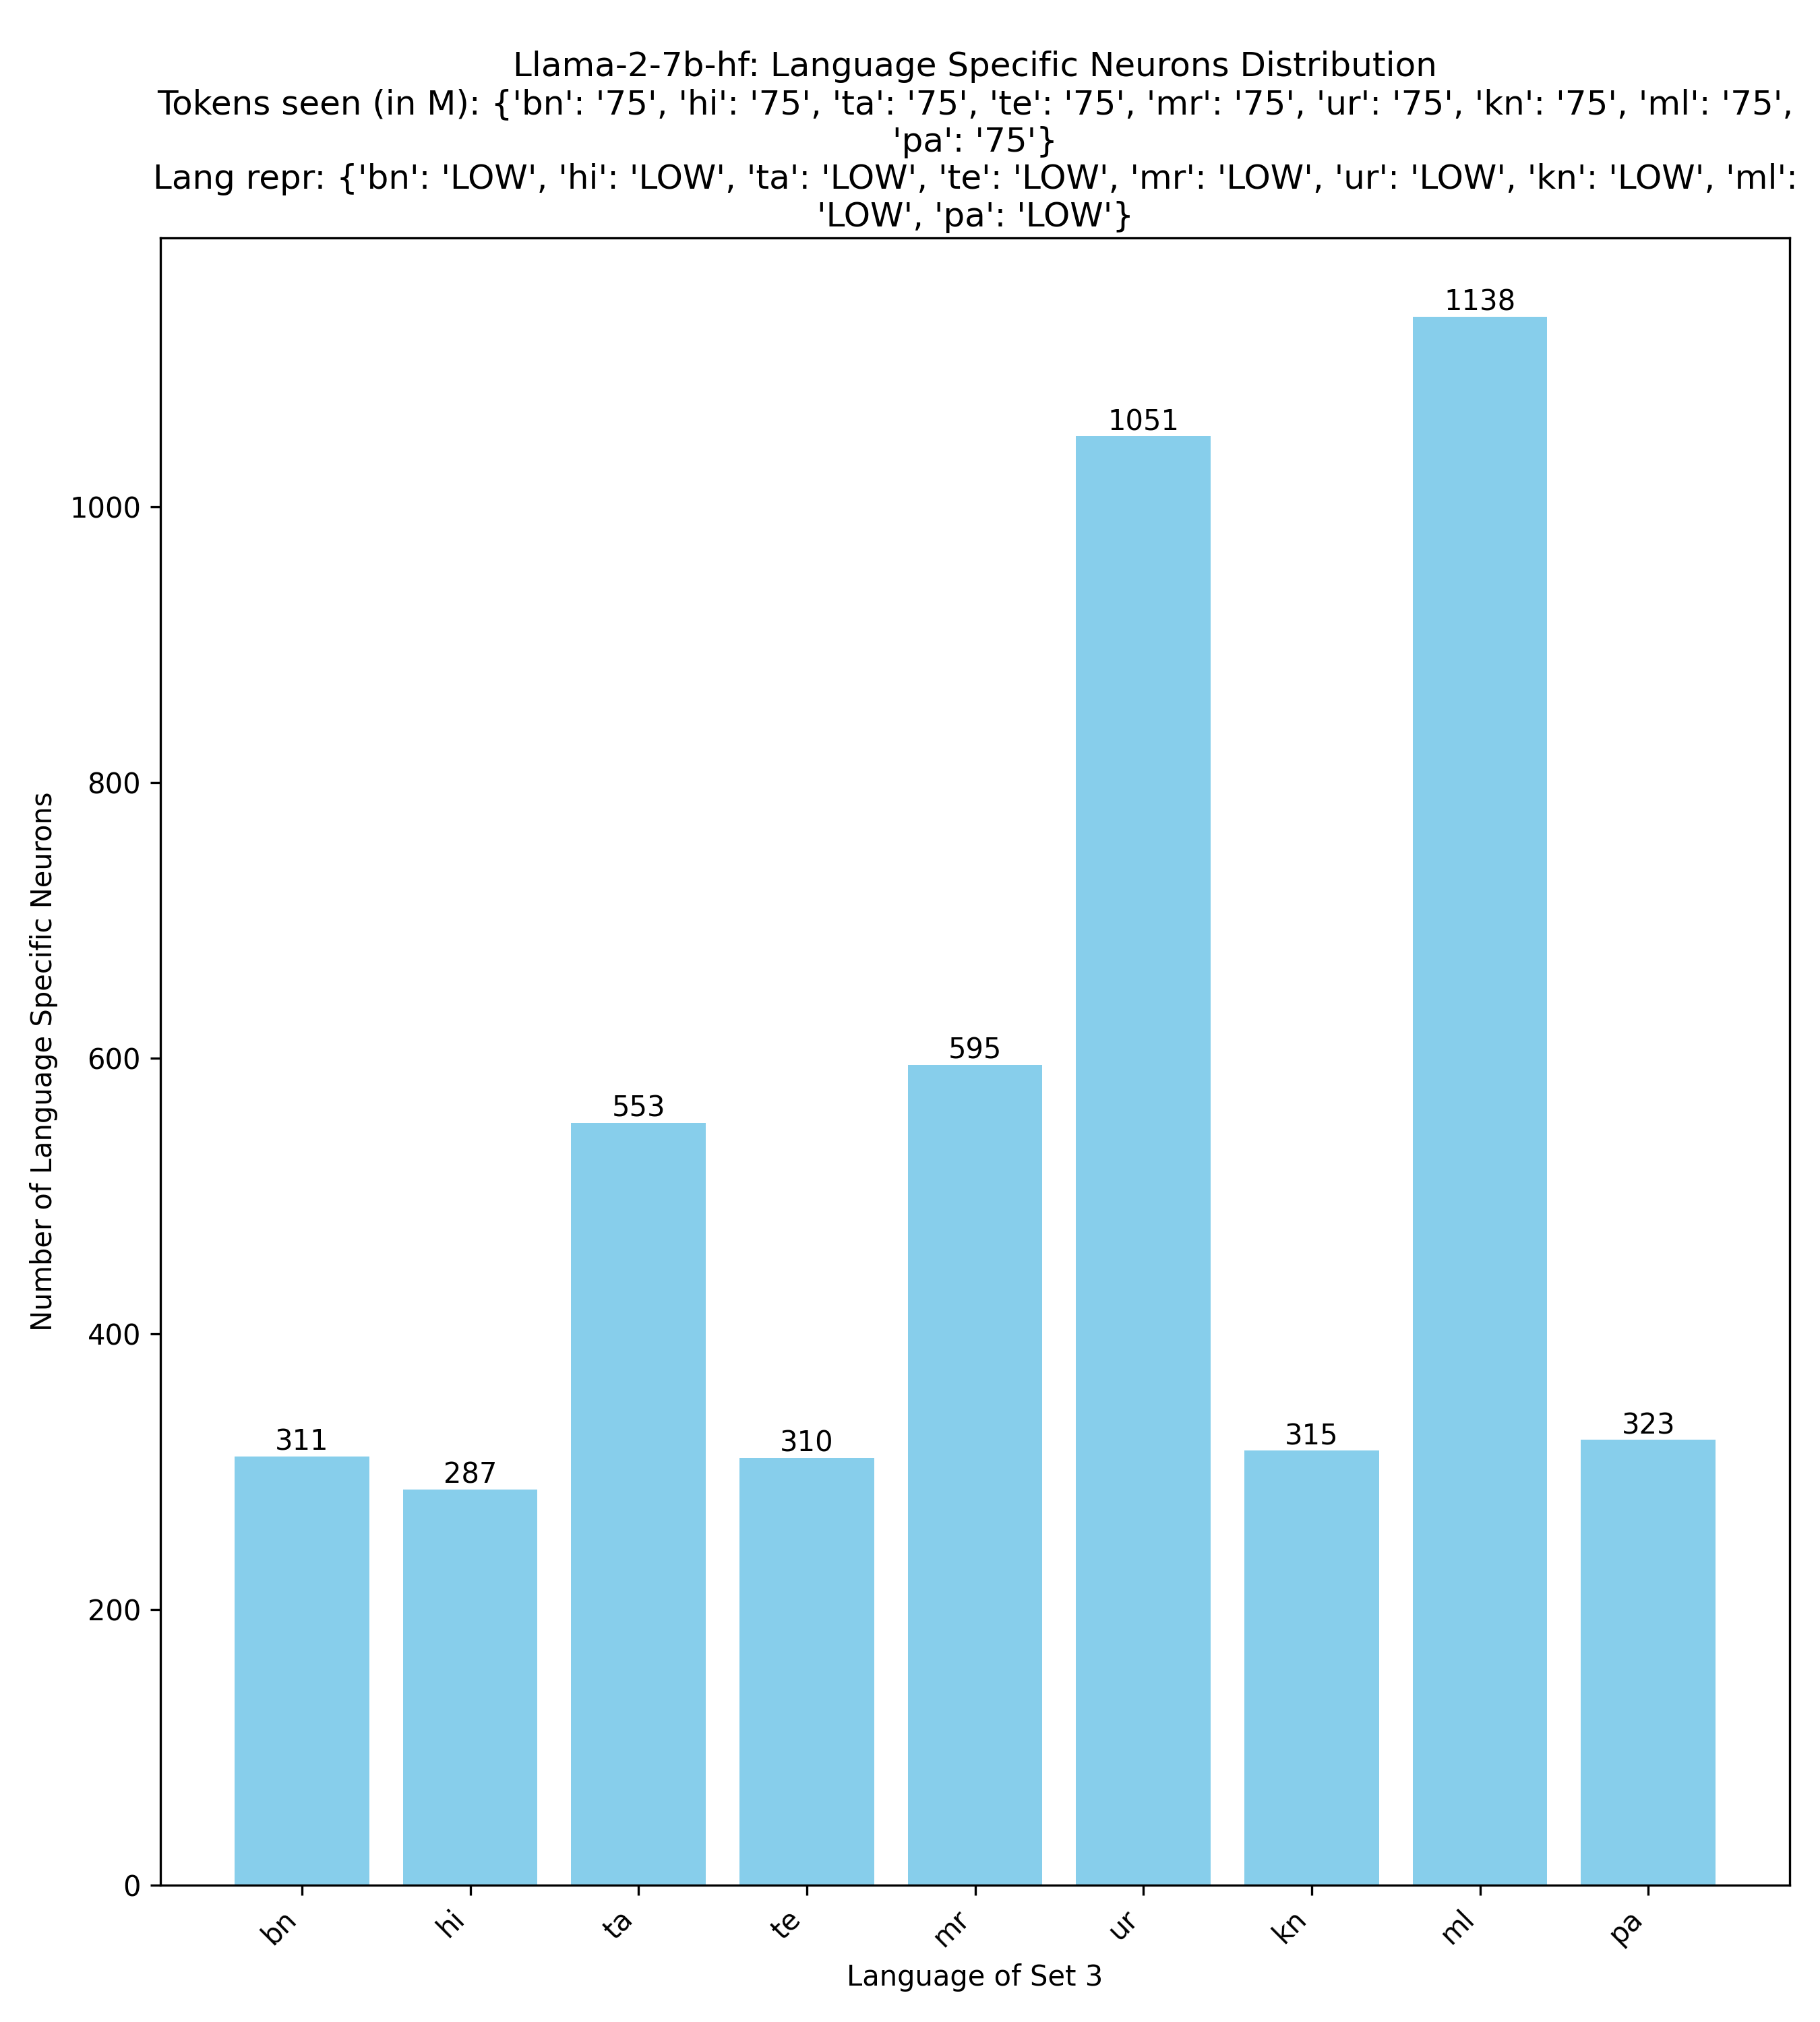 Llama-2-7b-hf: Language Specific Neurons Distribution
Tokens seen (in M): {'bn': '75', 'hi': '75', 'ta': '75', 'te': '75', 'mr': '75', 'ur': '75', 'kn': '75', 'ml': '75',
'pa': '75'}
Lang repr: {'bn': 'LOW', 'hi': 'LOW', 'ta': 'LOW', 'te': 'LOW', 'mr': 'LOW', 'ur': 'LOW', 'kn': 'LOW', 'ml':
'LOW', 'pa': 'LOW'}
Number of Language Specific Neurons
1000
800
600
400
200
0
311
287
553
310
595
1051
315
1138
323
bn
hi
ta
te
mr
ur
kn
ml
pa
Language of Set 3